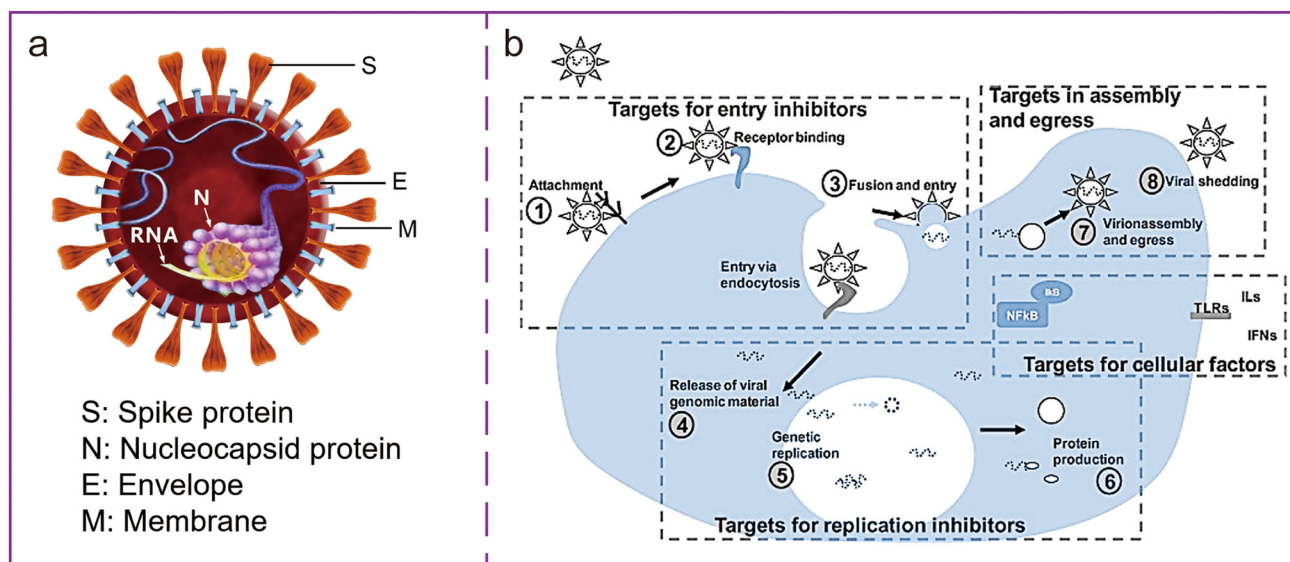 a
S
E
M
N
RNA
S: Spike protein
N: Nucleocapsid protein
E: Envelope
M: Membrane
b
Targets for entry inhibitors
2
Receptor binding
Attachment
1
3
Fusion and entry
Entry via
endocytosis
Targets in assembly
and egress
8
Viral shedding
7
Virionassembly
and egress
IkB
NFkB
TLRs
ILs
IFNs
Targets for cellular factors
Release of viral
genomic material
4
Genetic
replication
5
Protein
production
6
Targets for replication inhibitors